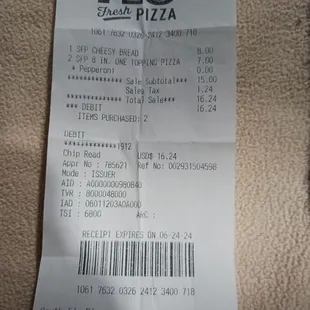 Fresh PIZZA
1061 7632 0326 2412 3400 718
1 SFP CHEESY BREAD 8.00
2 SFP 8 IN. ONE TOPPING PIZZA 7.00
* Pepperoni 0.00
************** Sale Subtotal*** 15.00
Sales Tax 1.24
************** Total Sale*** 16.24
*** DEBIT 16.24
ITEMS PURCHASED: 2
DEBIT
**************1912
Chip Read USD$ 16.24
Appr No : 785621 Ref No: 002931504598
Mode : ISSUER
AID : A0000000980840
TVR : 8000048000
IAD : 06011203A0A000
TSI : 6800 ARC :
RECEIPT EXPIRES ON 06-24-24
1061 7632 0326 2412 3400 718